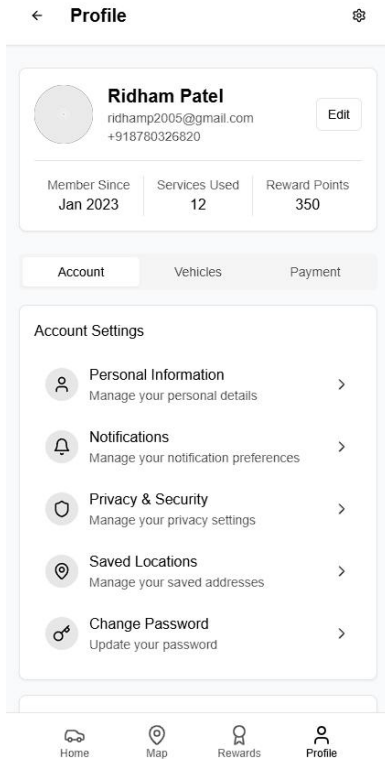 Profile
Ridham Patel
ridhamp2005@gmail.com
+918780326820
Edit
Member Since
Jan 2023
Services Used
12
Reward Points
350
Account
Vehicles
Payment
Account Settings
Personal Information
Manage your personal details
Notifications
Manage your notification preferences
Privacy & Security
Manage your privacy settings
Saved Locations
Manage your saved addresses
Change Password
Update your password
Home
Map
Rewards
Profile